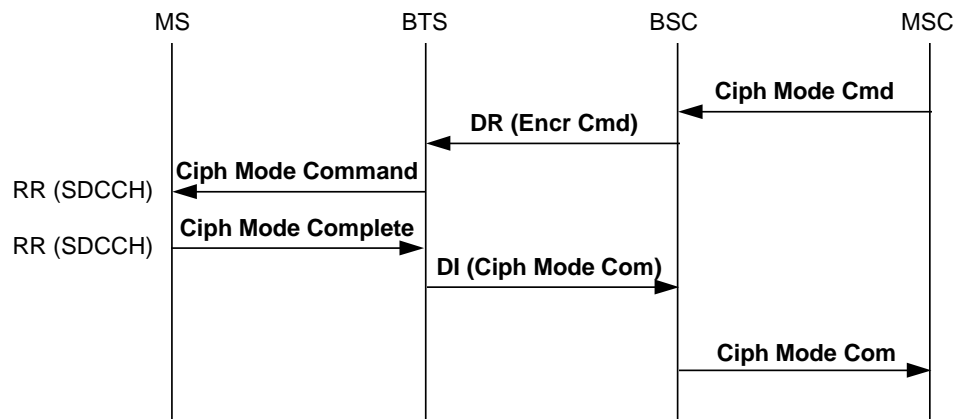 MS
BTS
BSC
MSC
Ciph Mode Cmd
DR (Encr Cmd)
Ciph Mode Command
RR (SDCCH)
Ciph Mode Complete
RR (SDCCH)
DI (Ciph Mode Com)
Ciph Mode Com